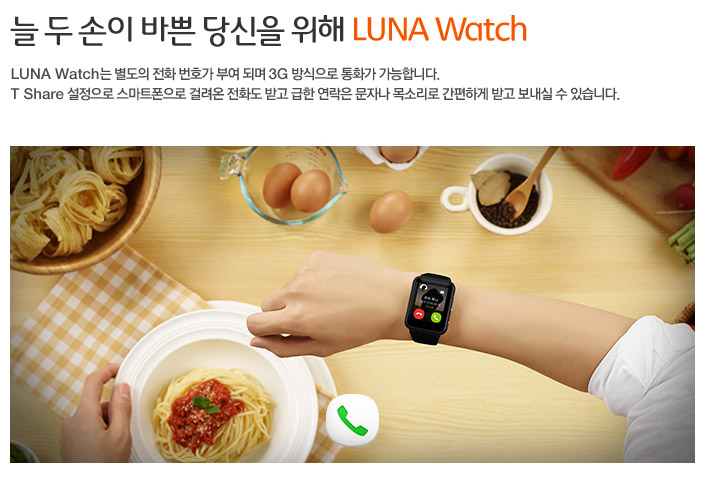 늘 두 손이 바쁜 당신을 위해 LUNA Watch
LUNA Watch는 별도의 전화 번호가 부여 되며 3G 방식으로 통화가 가능합니다.
T Share 설정으로 스마트폰으로 걸려온 전화도 받고 급한 연락은 문자나 목소리로 간편하게 받고 보내실 수 있습니다.